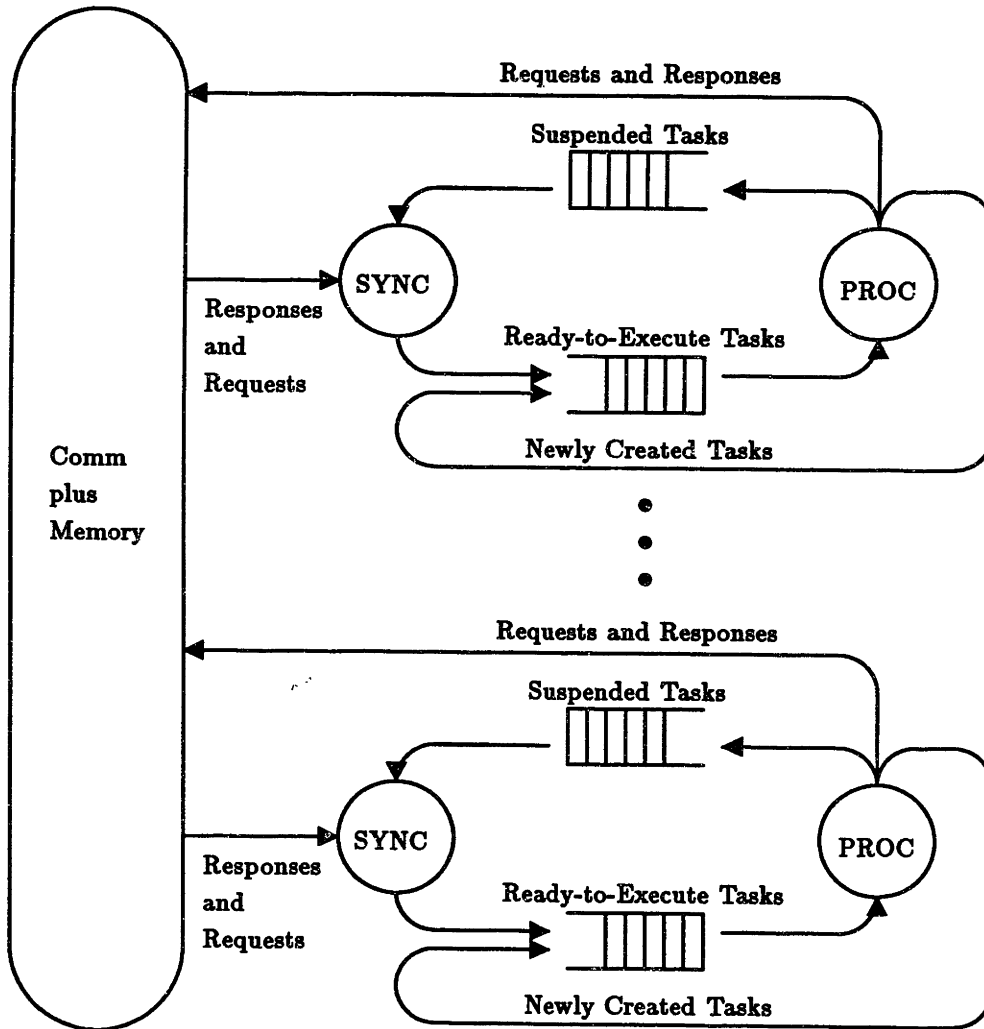 Requests and Responses
Suspended Tasks
SYNC
PROC
Responses
and
Requests
Ready-to-Execute Tasks
Newly Created Tasks
Comm
plus
Memory
Requests and Responses
Suspended Tasks
SYNC
PROC
Responses
and
Requests
Ready-to-Execute Tasks
Newly Created Tasks